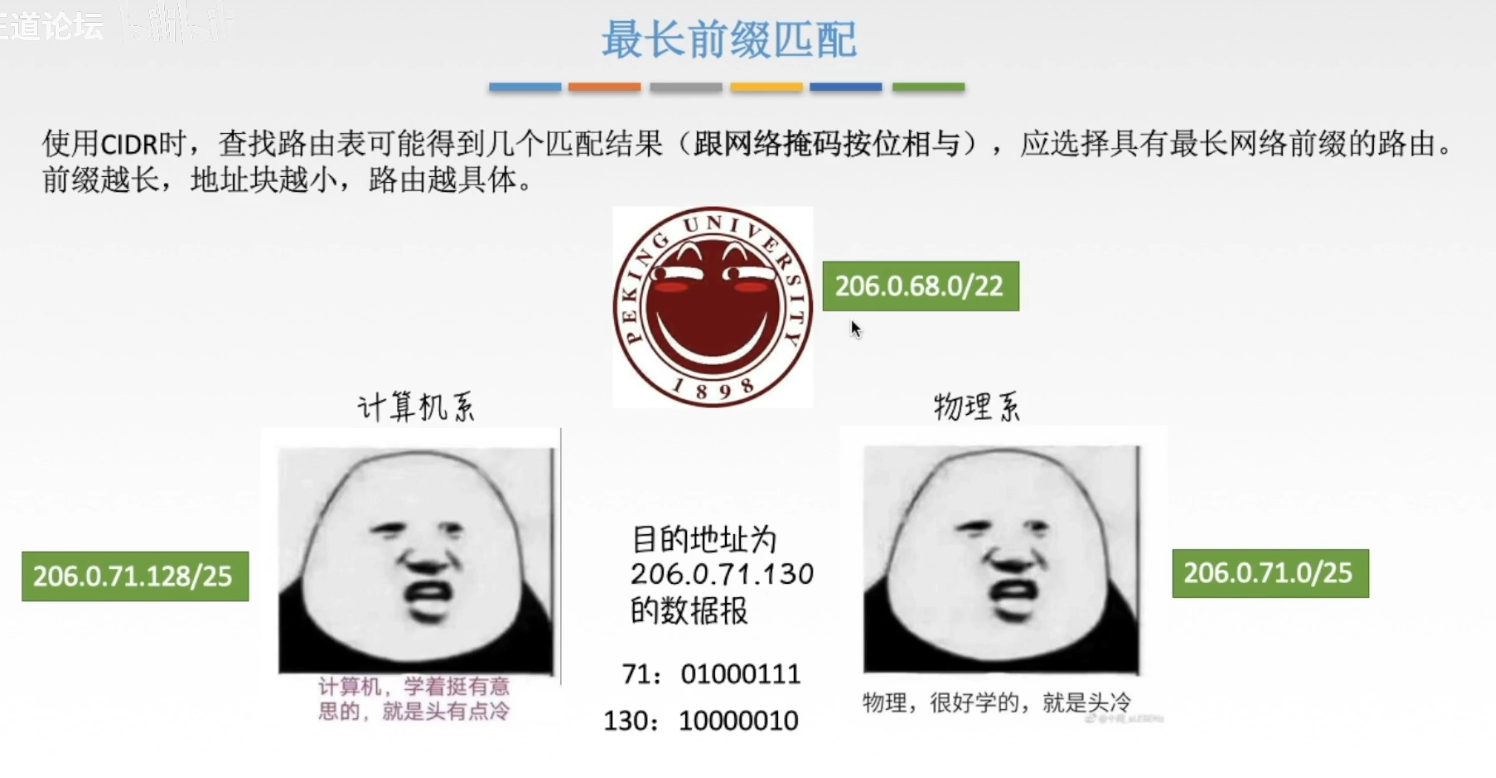 道论坛
最长前缀匹配
使用CIDR时，查找路由表可能得到几个匹配结果（跟网络掩码按位相与），应选择具有最长网络前缀的路由。
前缀越长，地址块越小，路由越具体。
PEKING UNIVERSITY
1898
206.0.68.0/22
计算机系
物理系
206.0.71.128/25
目的地址为
206.0.71.130
的数据报
206.0.71.0/25
71：01000111
130：10000010
计算机，学着挺有意
思的，就是头有点冷
物理，很好学的，就是头冷